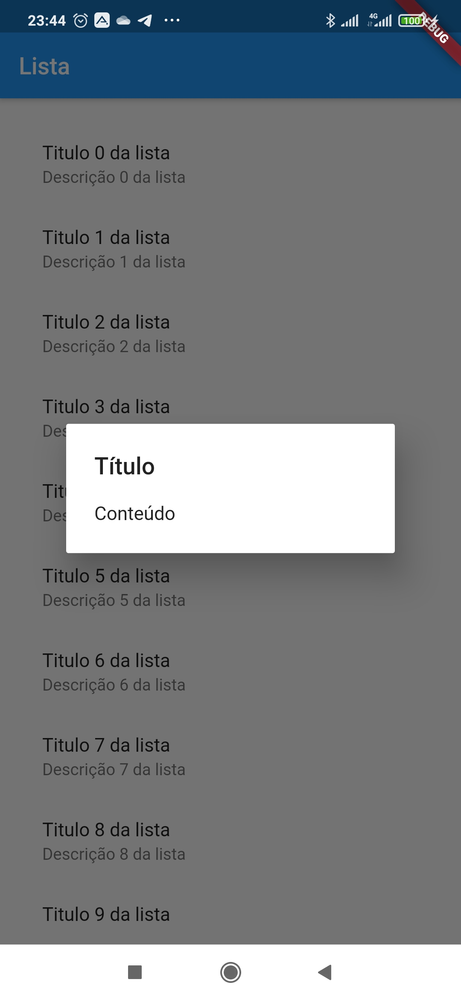 23:44
4G
100
DEBUG
Lista
Titulo 0 da lista
Descrição 0 da lista
Titulo 1 da lista
Descrição 1 da lista
Titulo 2 da lista
Descrição 2 da lista
Titulo 3 da lista
Des
Título
Tit
Conteúdo
Des
Titulo 5 da lista
Descrição 5 da lista
Titulo 6 da lista
Descrição 6 da lista
Titulo 7 da lista
Descrição 7 da lista
Titulo 8 da lista
Descrição 8 da lista
Titulo 9 da lista